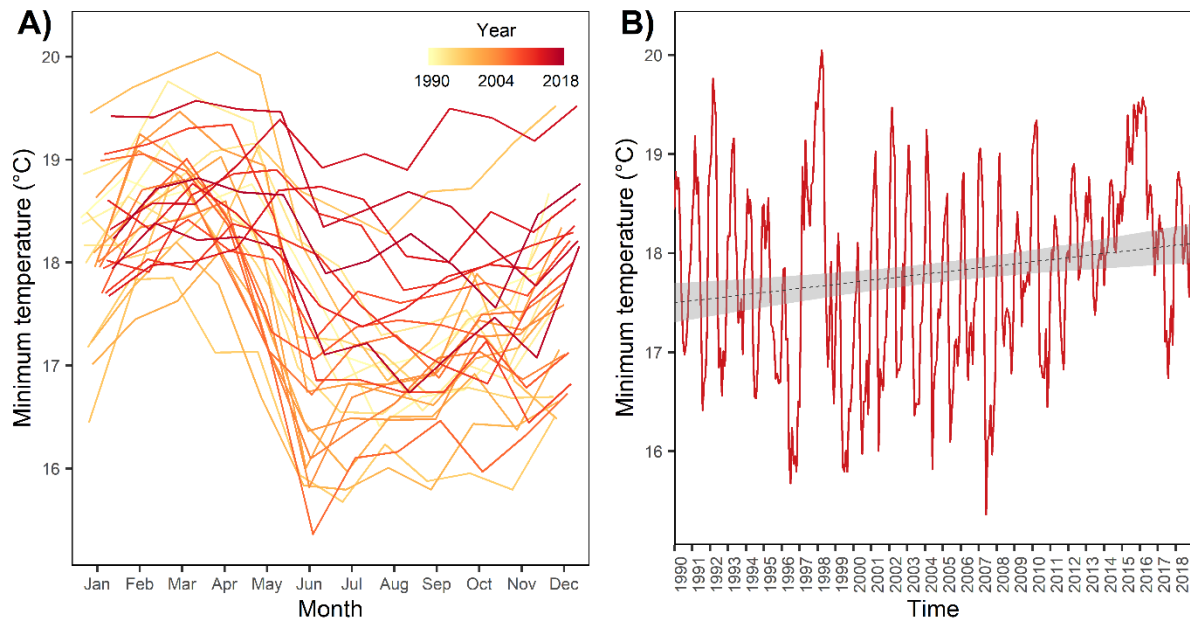 A)
Year
1990 2004 2018
Minimum temperature (°C)
20
19
18
17
16
Jan Feb Mar Apr May Jun Jul Aug Sep Oct Nov Dec
Month
B)
Minimum temperature (°C)
20
19
18
17
16
1990 1991 1992 1993 1994 1995 1996 1997 1998 1999 2000 2001 2002 2003 2004 2005 2006 2007 2008 2009 2010 2011 2012 2013 2014 2015 2016 2017 2018
Time